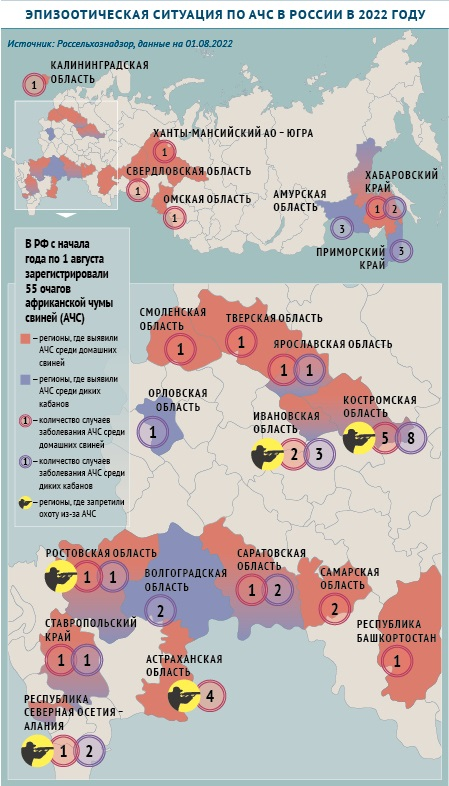 ЭПИЗООТИЧЕСКАЯ СИТУАЦИЯ ПО АЧС В РОССИИ В 2022 ГОДУ
Источник: Россельхознадзор, данные на 01.08.2022
КАЛИНИНГРАДСКАЯ
ОБЛАСТЬ
1
ХАНТЫ-МАНСИЙСКИЙ АО – ЮГРА
1
СВЕРДЛОВСКАЯ ОБЛАСТЬ
1
ОМСКАЯ ОБЛАСТЬ
1
АМУРСКАЯ
ОБЛАСТЬ
3
ХАБАРОВСКИЙ
КРАЙ
1 2
ПРИМОРСКИЙ
КРАЙ
3
В РФ с начала
года по 1 августа
зарегистрировали
55 очагов
африканской чумы
свиней (АЧС)
– регионы, где выявили
АЧС среди домашних
свиней
– регионы, где выявили
АЧС среди диких
кабанов
1 – количество случаев
заболевания АЧС среди
домашних свиней
1 – количество случаев
заболевания АЧС среди
диких кабанов
– регионы, где запретили
охоту из-за АЧС
СМОЛЕНСКАЯ
ОБЛАСТЬ
1
ТВЕРСКАЯ ОБЛАСТЬ
1
ЯРОСЛАВСКАЯ ОБЛАСТЬ
1 1
ОРЛОВСКАЯ
ОБЛАСТЬ
1
ИВАНОВСКАЯ
ОБЛАСТЬ
2 3
КОСТРОМСКАЯ
ОБЛАСТЬ
5 8
РОСТОВСКАЯ ОБЛАСТЬ
1 1
ВОЛГОГРАДСКАЯ
ОБЛАСТЬ
2
САРАТОВСКАЯ
ОБЛАСТЬ
1 2
САМАРСКАЯ
ОБЛАСТЬ
2
РЕСПУБЛИКА
БАШКОРТОСТАН
1
СТАВРОПОЛЬСКИЙ
КРАЙ
1 1
АСТРАХАНСКАЯ
ОБЛАСТЬ
4
РЕСПУБЛИКА
СЕВЕРНАЯ ОСЕТИЯ –
АЛАНИЯ
1 2